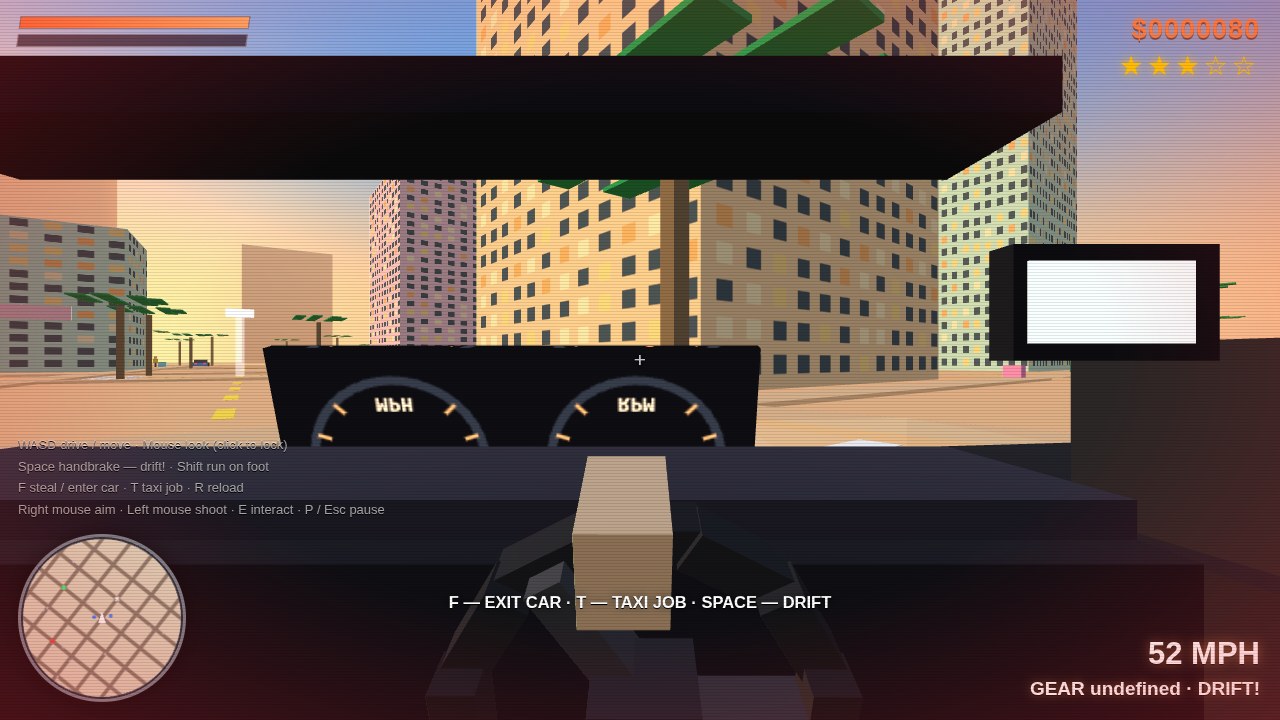 $0000080
★★★☆☆
MPH
RPM
WASD drive / move · Mouse look (click to lock)
Space handbrake — drift! · Shift run on foot
F steal / enter car · T taxi job · R reload
Right mouse aim · Left mouse shoot · E interact · P / Esc pause
F — EXIT CAR · T — TAXI JOB · SPACE — DRIFT
52 MPH
GEAR undefined · DRIFT!